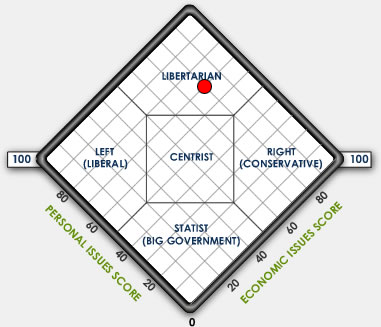 LIBERTARIAN
LEFT
(LIBERAL)
CENTRIST
RIGHT
(CONSERVATIVE)
100
100
STATIST
(BIG GOVERNMENT)
80
60
40
20
PERSONAL ISSUES SCORE
20
40
60
80
ECONOMIC ISSUES SCORE
0